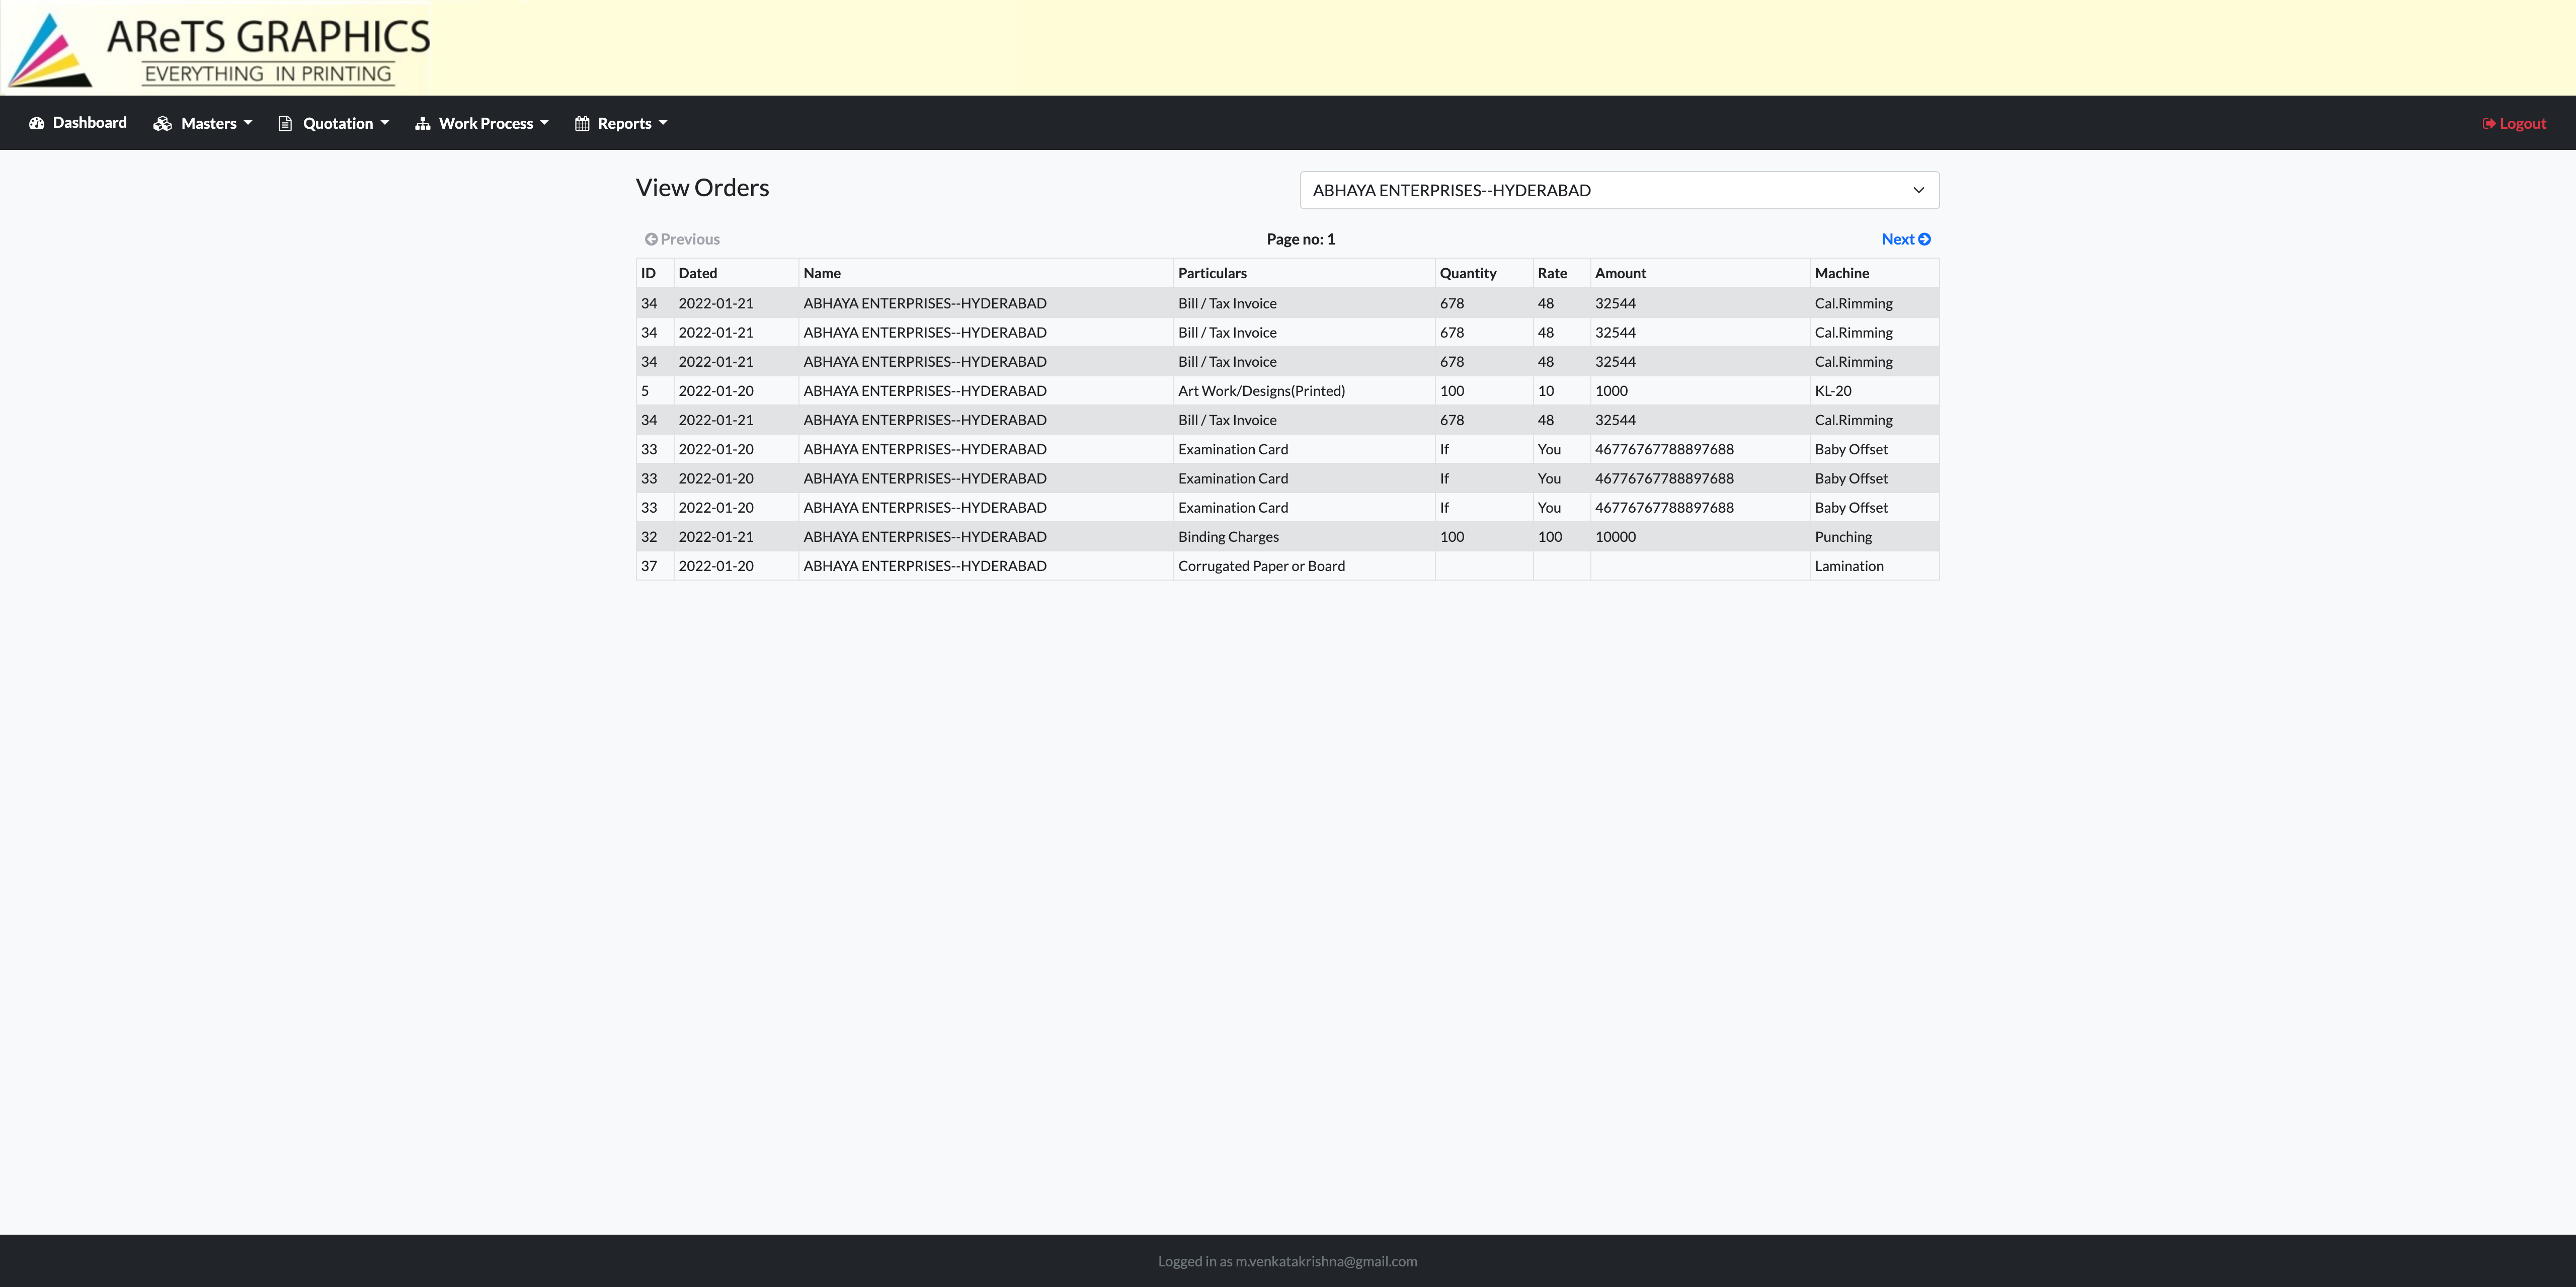 AReTS GRAPHICS
EVERYTHING IN PRINTING
Dashboard Masters Quotation Work Process Reports Logout
View Orders ABHAYA ENTERPRISES--HYDERABAD
Previous Page no: 1 Next
ID Dated Name Particulars Quantity Rate Amount Machine
34 2022-01-21 ABHAYA ENTERPRISES--HYDERABAD Bill / Tax Invoice 678 48 32544 Cal.Rimming
34 2022-01-21 ABHAYA ENTERPRISES--HYDERABAD Bill / Tax Invoice 678 48 32544 Cal.Rimming
34 2022-01-21 ABHAYA ENTERPRISES--HYDERABAD Bill / Tax Invoice 678 48 32544 Cal.Rimming
5 2022-01-20 ABHAYA ENTERPRISES--HYDERABAD Art Work/Designs(Printed) 100 10 1000 KL-20
34 2022-01-21 ABHAYA ENTERPRISES--HYDERABAD Bill / Tax Invoice 678 48 32544 Cal.Rimming
33 2022-01-20 ABHAYA ENTERPRISES--HYDERABAD Examination Card If You 46776767788897688 Baby Offset
33 2022-01-20 ABHAYA ENTERPRISES--HYDERABAD Examination Card If You 46776767788897688 Baby Offset
33 2022-01-20 ABHAYA ENTERPRISES--HYDERABAD Examination Card If You 46776767788897688 Baby Offset
32 2022-01-21 ABHAYA ENTERPRISES--HYDERABAD Binding Charges 100 100 10000 Punching
37 2022-01-20 ABHAYA ENTERPRISES--HYDERABAD Corrugated Paper or Board Lamination
Logged in as m.venkatakrishna@gmail.com